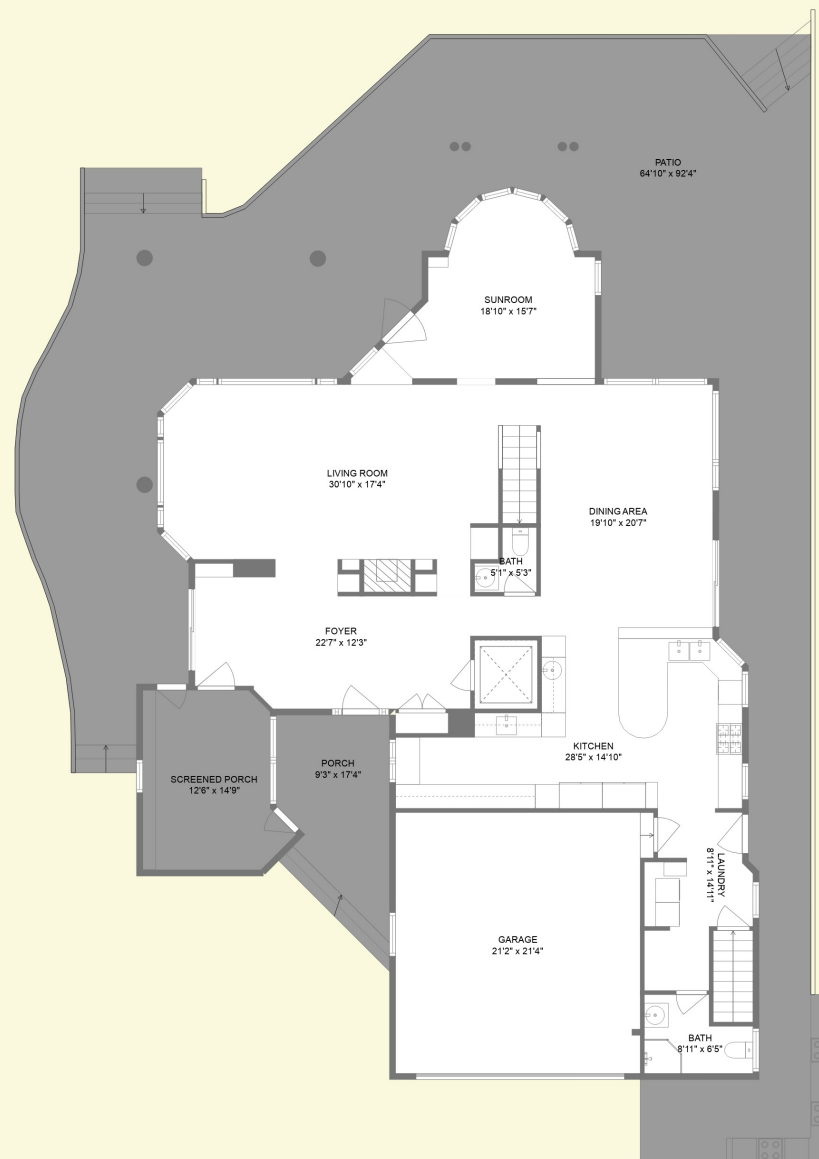 PATIO
64'10" x 92'4"
SUNROOM
18'10" x 15'7"
LIVING ROOM
30'10" x 17'4"
DINING AREA
19'10" x 20'7"
BATH
5'1" x 5'3"
FOYER
22'7" x 12'3"
KITCHEN
28'5" x 14'10"
PORCH
9'3" x 17'4"
SCREENED PORCH
12'6" x 14'9"
LAUNDRY
8'11" x 14'11"
GARAGE
21'2" x 21'4"
BATH
8'11" x 6'5"